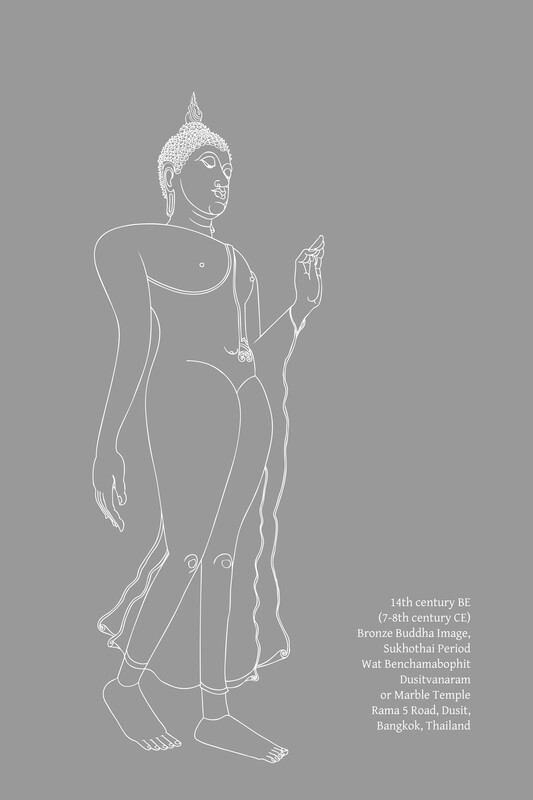 14th century BE
(7-8th century CE)
Bronze Buddha Image,
Sukhothai Period
Wat Benchamabophit
Dusitvanaram
or Marble Temple
Rama 5 Road, Dusit,
Bangkok, Thailand